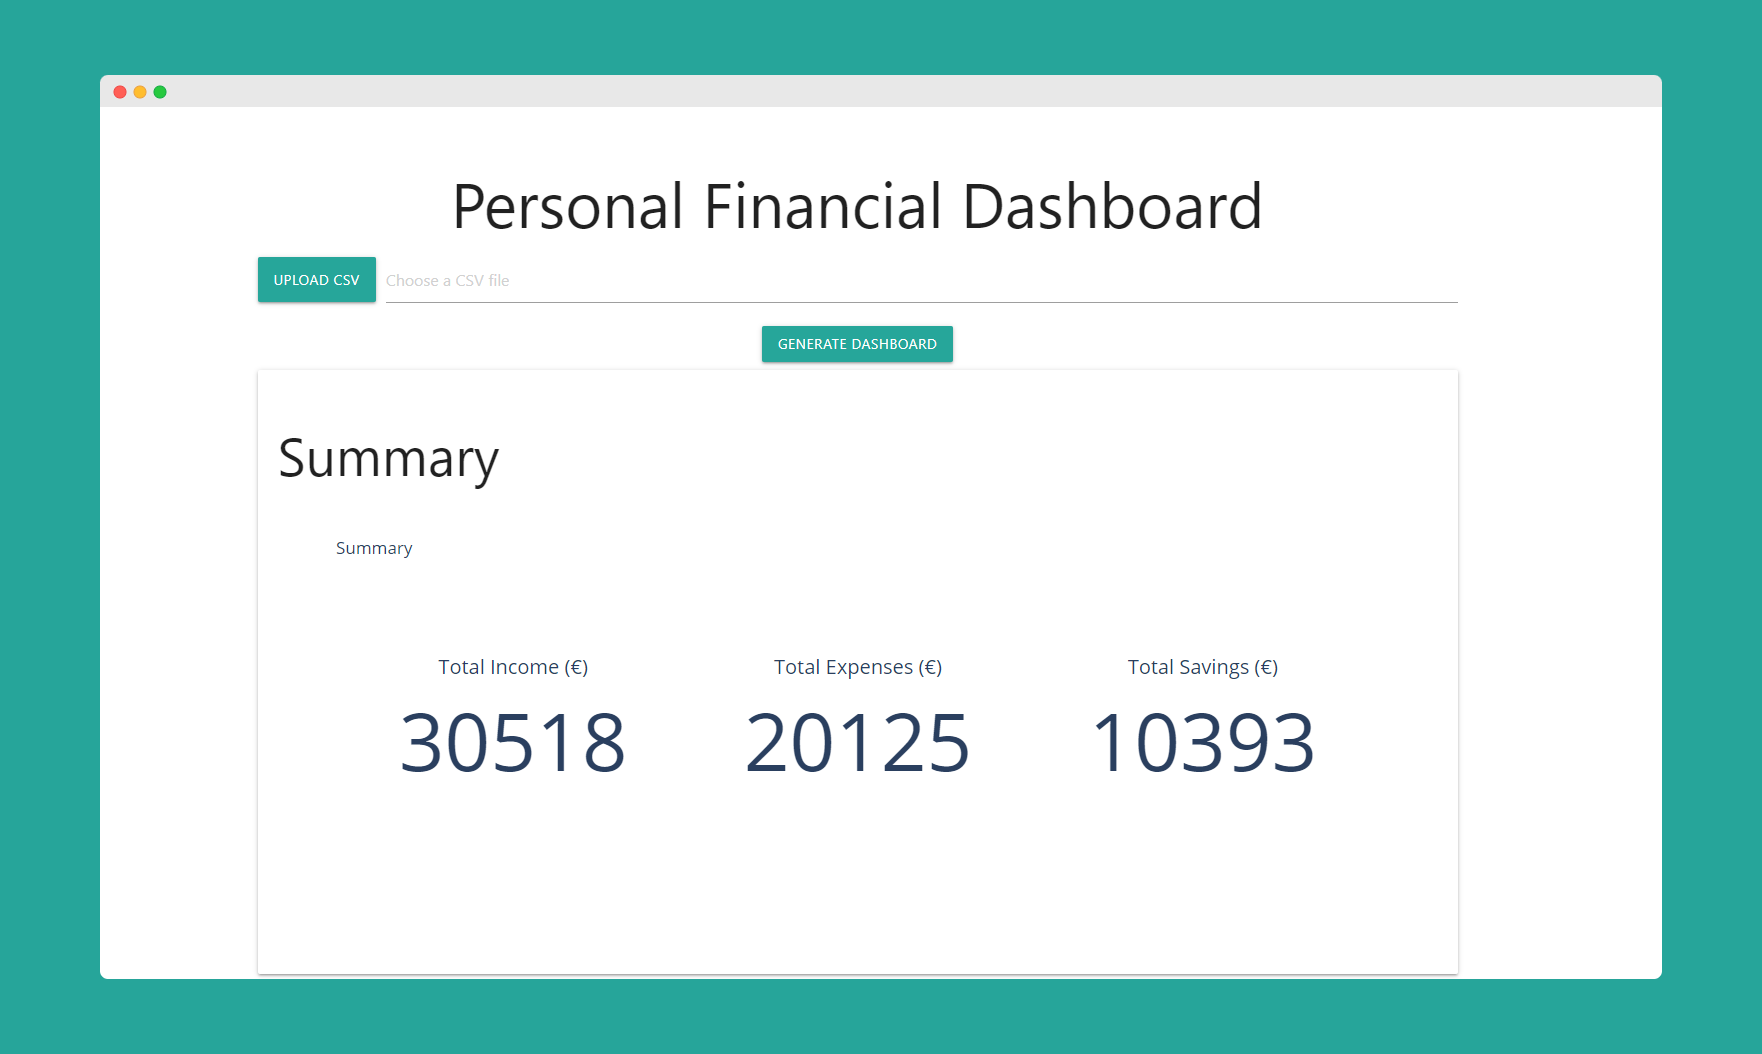 Personal Financial Dashboard
UPLOAD CSV Choose a CSV file
GENERATE DASHBOARD
Summary
Summary
Total Income (€) Total Expenses (€) Total Savings (€)
30518 20125 10393